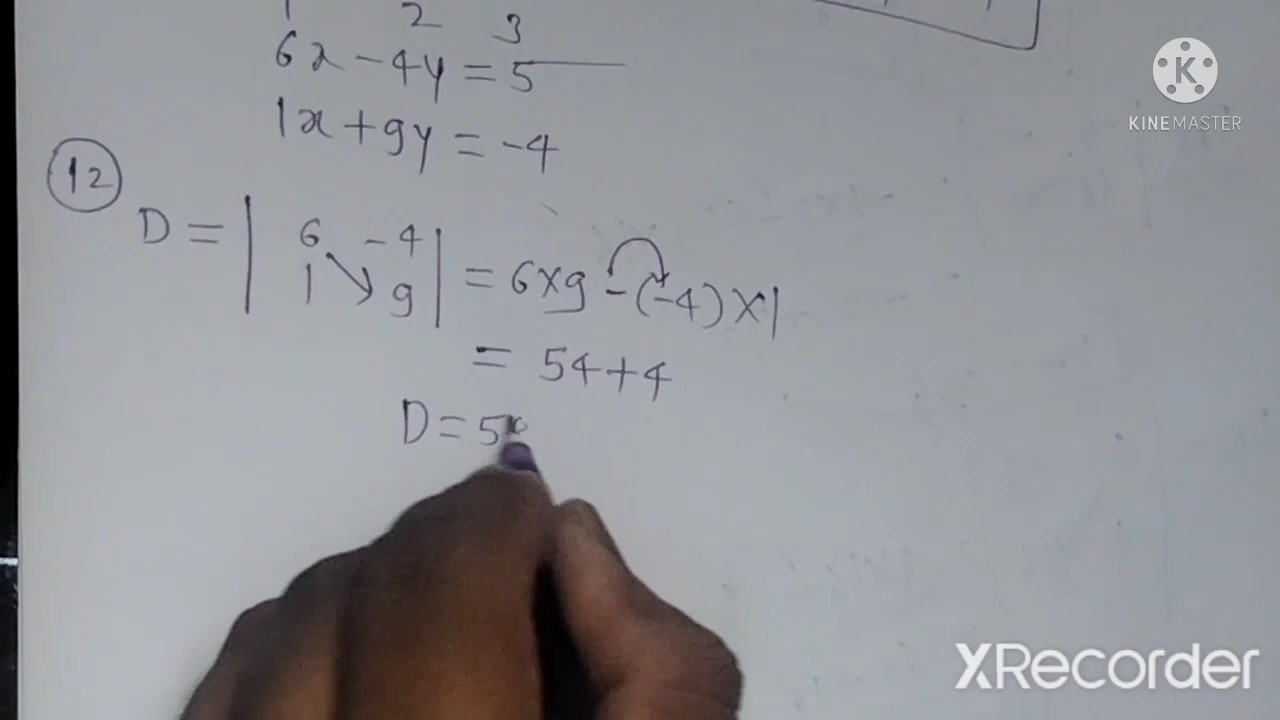 1 2 3
6x - 4y = 5
1x + 9y = -4
12
D = | 6 -4 | = 6×9 - (-4)×1
1 9
= 54+4
D = 5
K
KINEMASTER
XRecorder